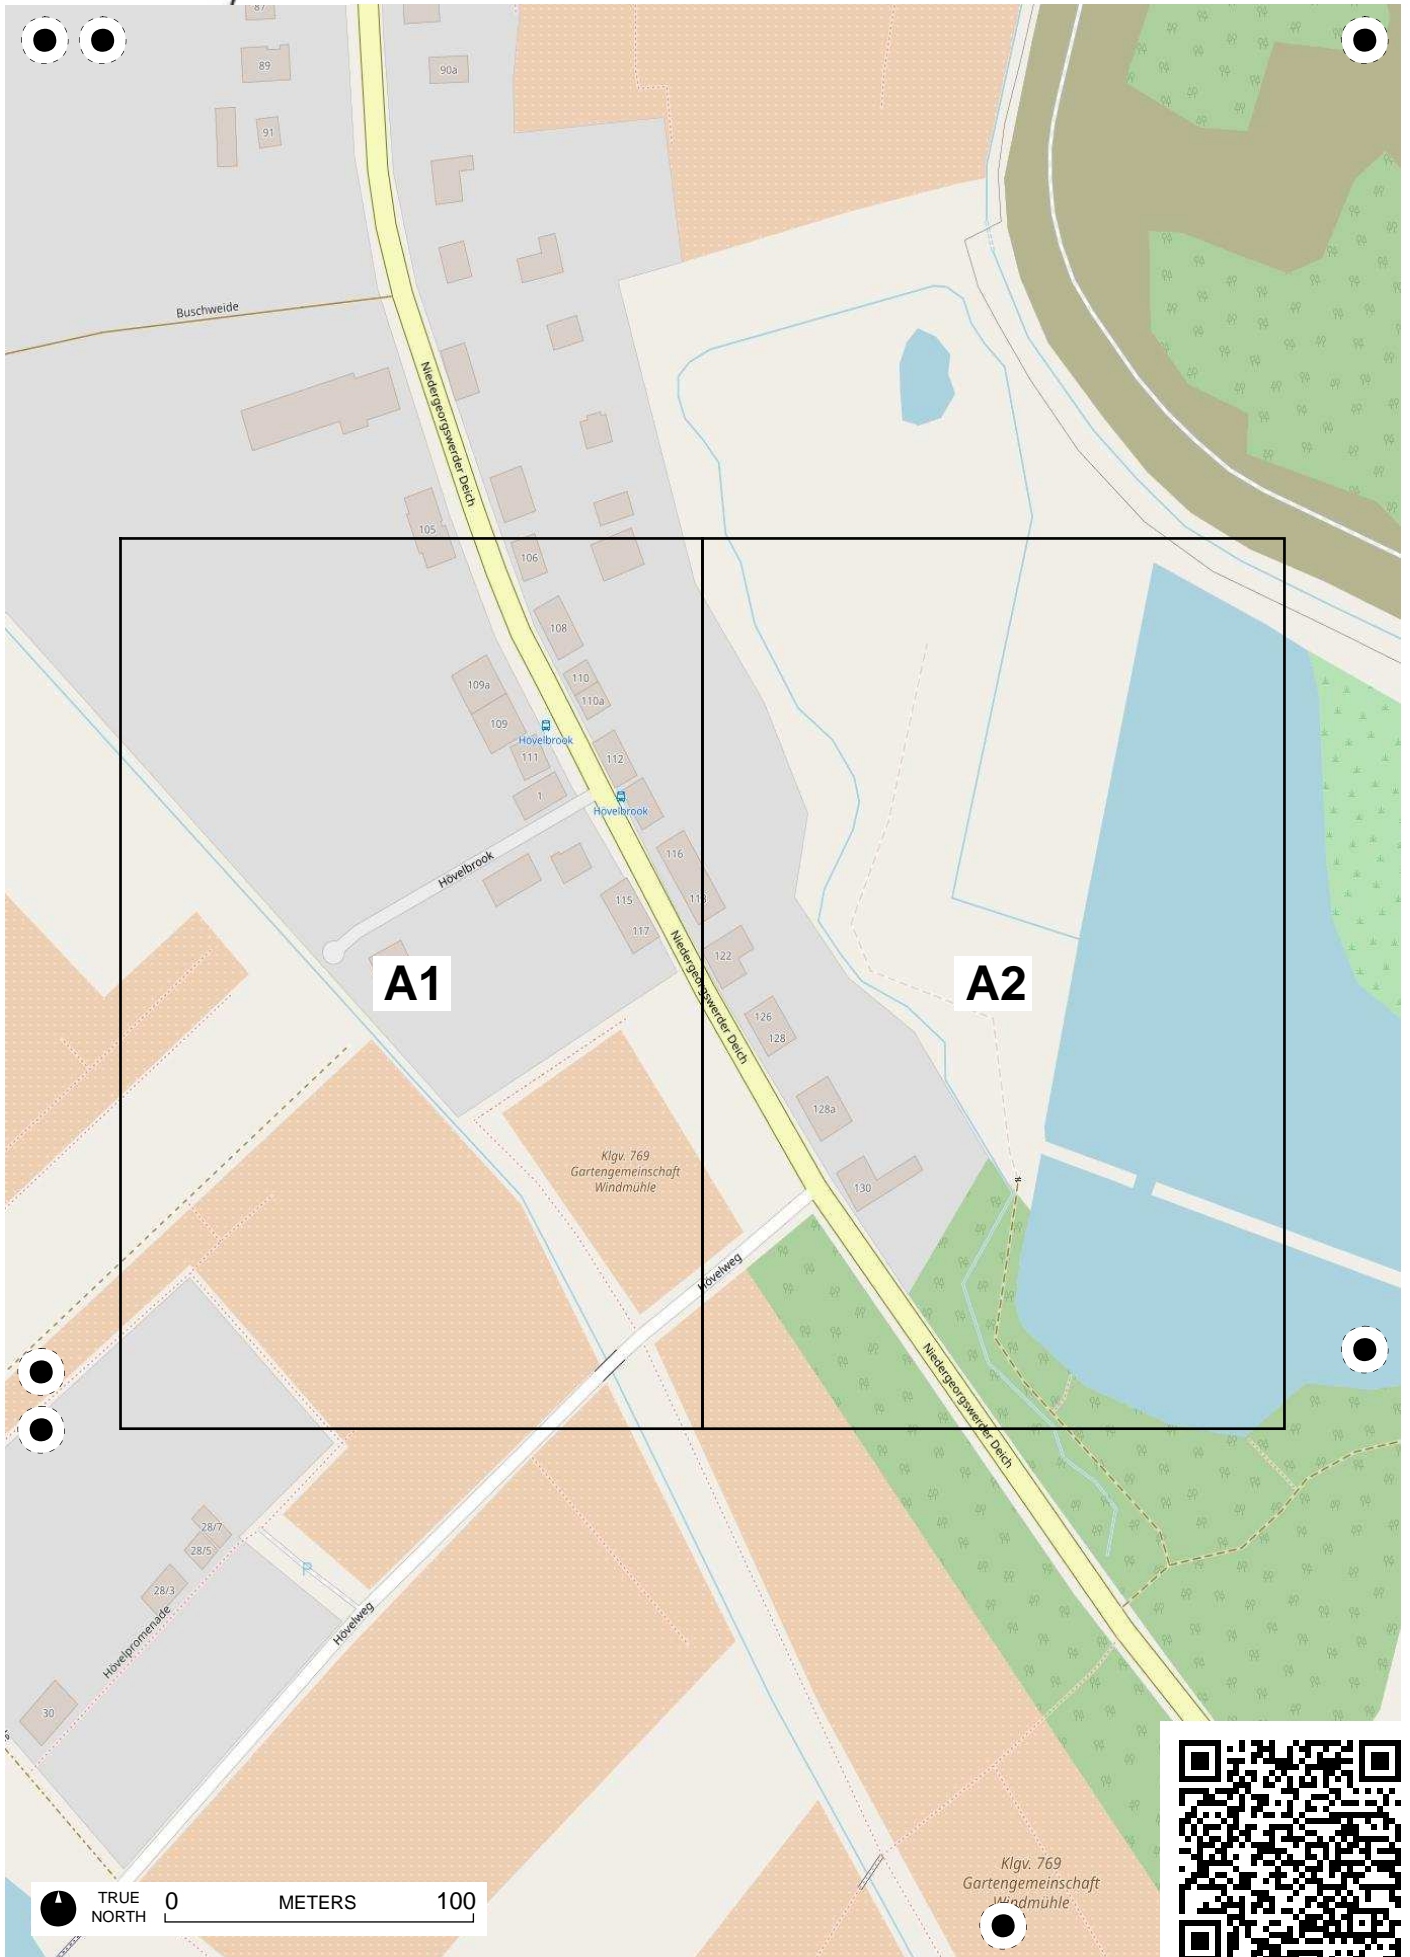 87
89
90a
91
Buschweide
Niedergeorgswerder Deich
105
106
108
109a
110
110a
109
Hövelbrook
111
112
1
Hövelbrook
Hövelbrook
116
115
117
122
Niedergeorgswerder Deich
A1
A2
126
128
128a
Klgv. 769
Gartengemeinschaft
Windmühle
130
Hövelweg
Niedergeorgswerder Deich
28/7
28/5
P
28/3
Hövelpromenade
Hövelweg
30
Klgv. 769
Gartengemeinschaft
Windmühle
TRUE
NORTH
0 METERS 100